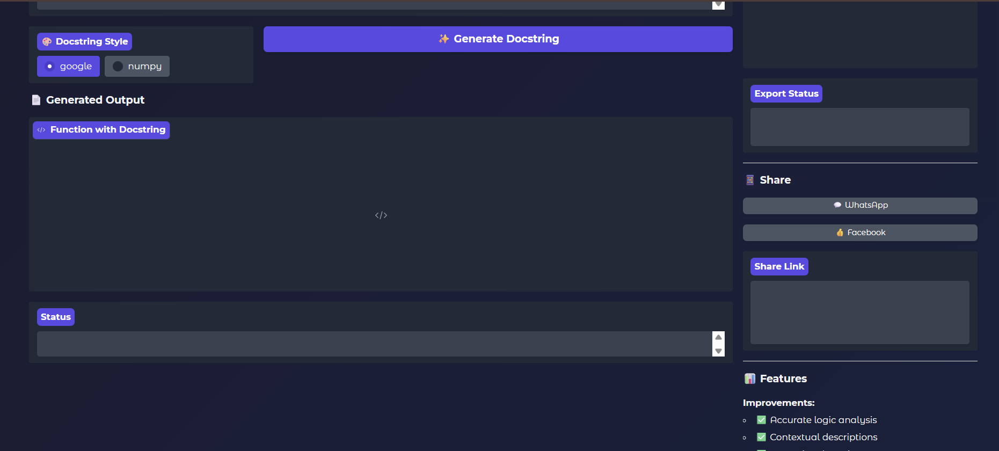 Docstring Style
google
numpy
✨ Generate Docstring
Generated Output
</> Function with Docstring
</>
Status
Export Status
Share
WhatsApp
Facebook
Share Link
Features
Improvements:
✅ Accurate logic analysis
✅ Contextual descriptions